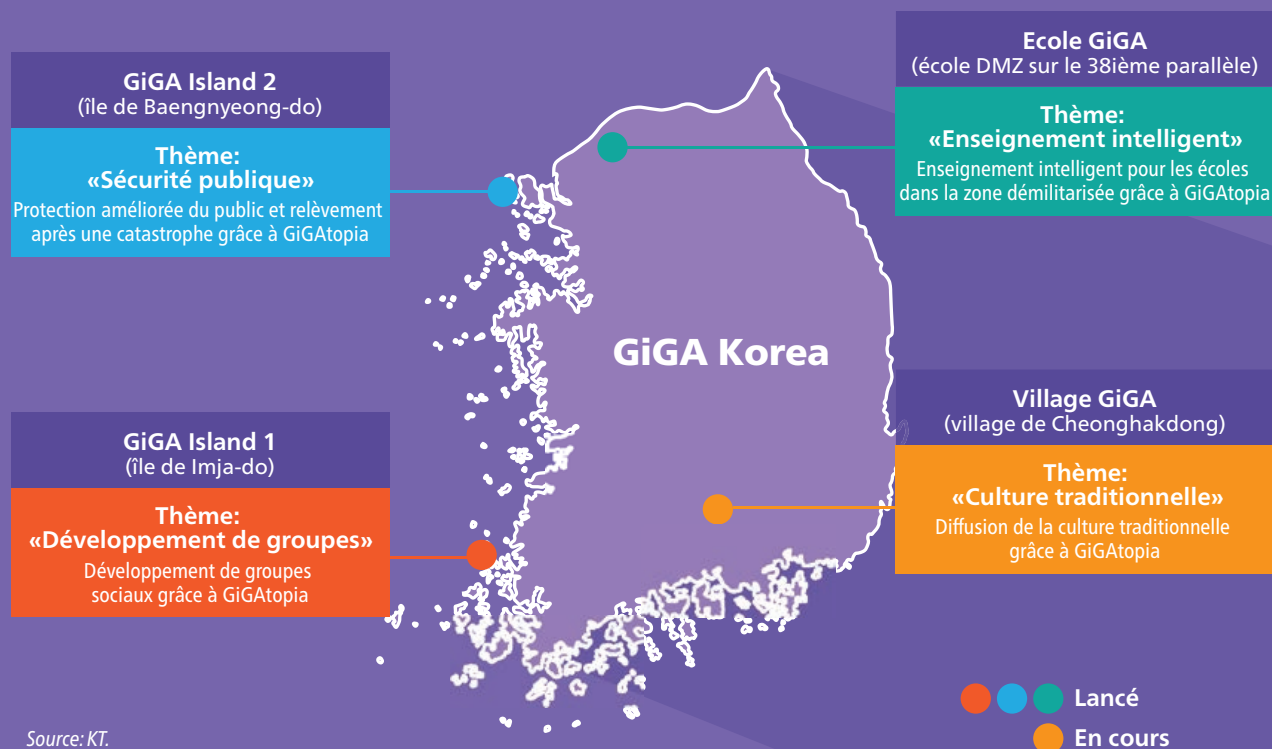 GiGA Island 2
(île de Baengnyeong-do)
Thème:
«Sécurité publique»
Protection améliorée du public et relèvement
après une catastrophe grâce à GiGAtopia
Ecole GiGA
(école DMZ sur le 38ième parallèle)
Thème:
«Enseignement intelligent»
Enseignement intelligent pour les écoles
dans la zone démilitarisée grâce à GiGAtopia
GiGA Korea
GiGA Island 1
(île de Imja-do)
Thème:
«Développement de groupes»
Développement de groupes
sociaux grâce à GiGAtopia
Village GiGA
(village de Cheonghakdong)
Thème:
«Culture traditionnelle»
Diffusion de la culture traditionnelle
grâce à GiGAtopia
Lancé
En cours
Source: KT.